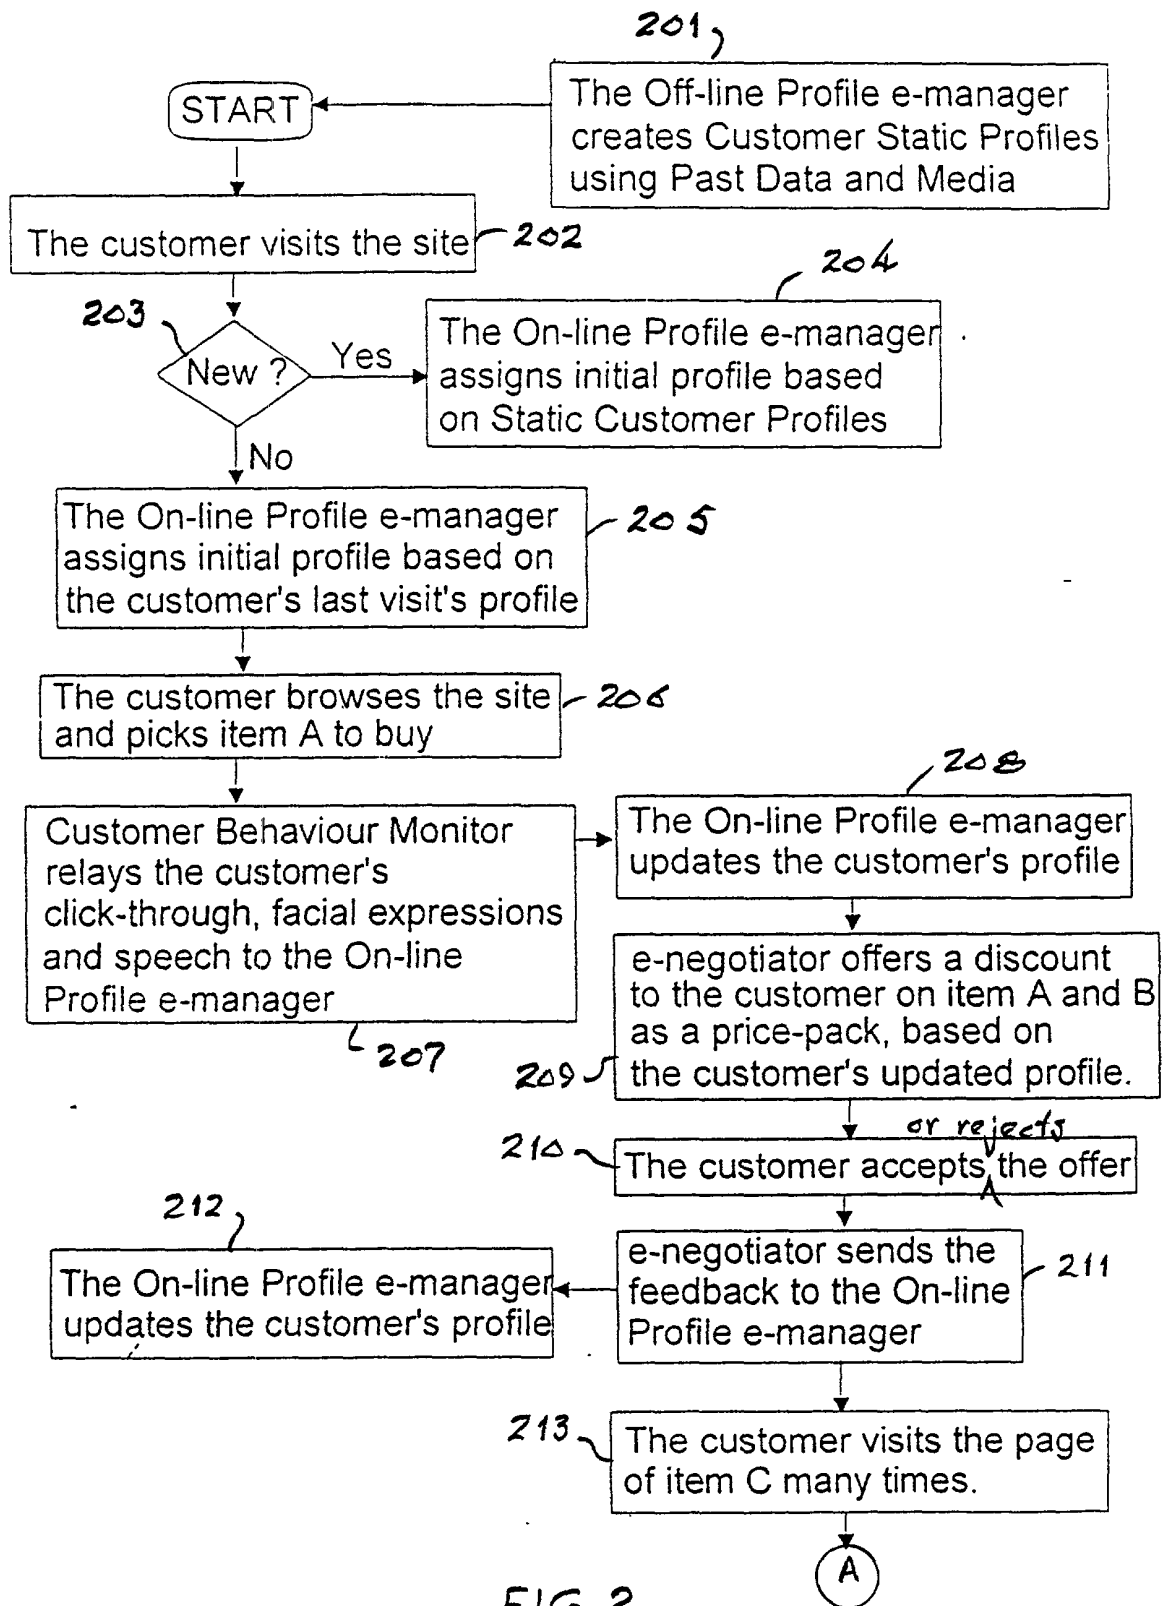 201
START
The Off-line Profile e-manager
creates Customer Static Profiles
using Past Data and Media
The customer visits the site
202
203
New ?
Yes
204
The On-line Profile e-manager
assigns initial profile based
on Static Customer Profiles
No
The On-line Profile e-manager
assigns initial profile based on
the customer's last visit's profile
205
The customer browses the site
and picks item A to buy
206
Customer Behaviour Monitor
relays the customer's
click-through, facial expressions
and speech to the On-line
Profile e-manager
207
208
The On-line Profile e-manager
updates the customer's profile
e-negotiator offers a discount
to the customer on item A and B
as a price-pack, based on
the customer's updated profile.
209
210
or rejects
The customer accepts the offer
212
The On-line Profile e-manager
updates the customer's profile
e-negotiator sends the
feedback to the On-line
Profile e-manager
211
213
The customer visits the page
of item C many times.
A